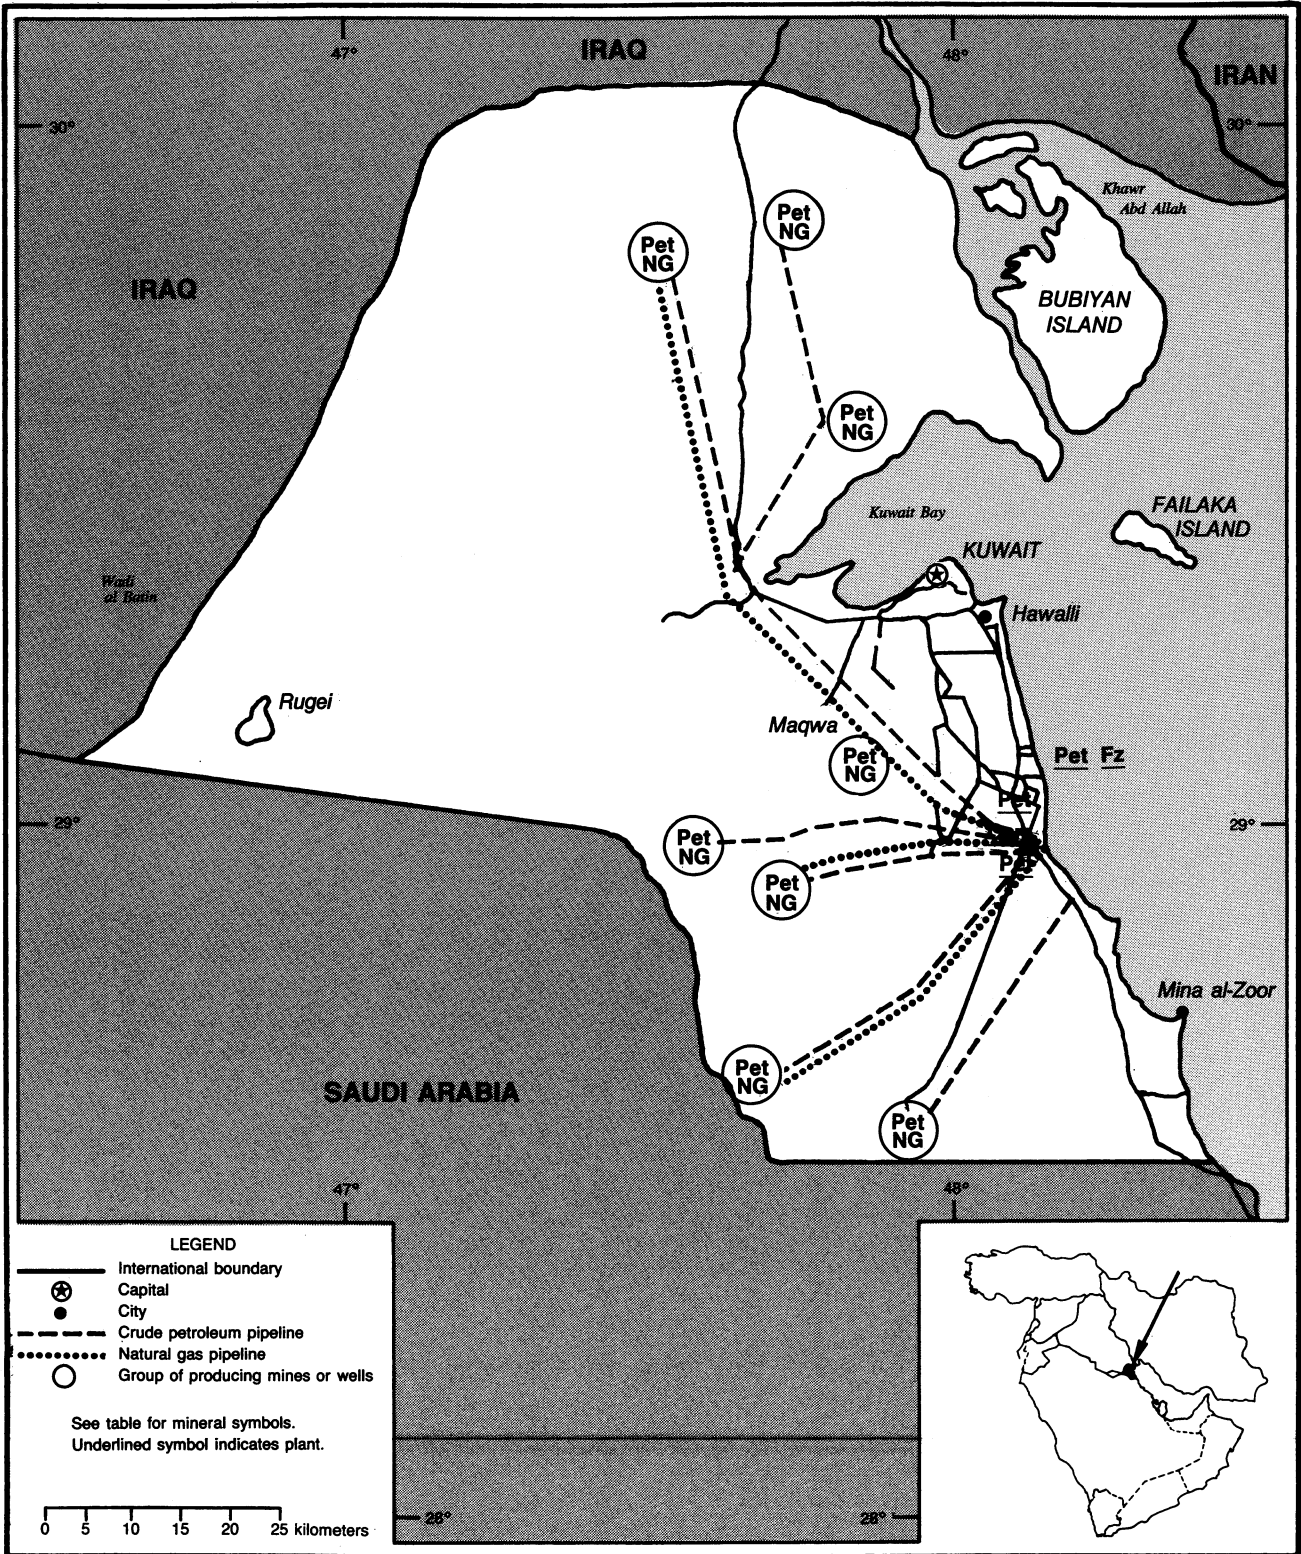 47°
IRAQ
48°
IRAN
30°
30°
Khawr
Abd Allah
Pet
NG
Pet
NG
IRAQ
BUBIYAN
ISLAND
Pet
NG
FAILAKA
ISLAND
Kuwait Bay
KUWAIT
Wadi
al Batin
Hawalli
Rugei
Maqwa
Pet
NG
Pet Fz
Pet
29°
29°
Pet
NG
Pet
Pet
NG
Mina al-Zoor
Pet
NG
SAUDI ARABIA
Pet
NG
47°
48°
LEGEND
International boundary
Capital
City
Crude petroleum pipeline
Natural gas pipeline
Group of producing mines or wells
See table for mineral symbols.
Underlined symbol indicates plant.
0 5 10 15 20 25 kilometers
28°
28°